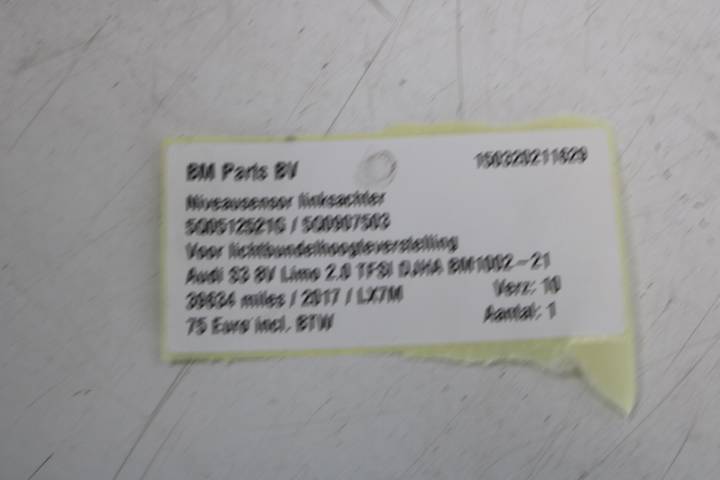 BM Parts BV 150320211629
Niveausensor linksachter
5Q0512521G / 5Q0907503
Voor lichtbundelhoogteverstelling
Audi S3 8V Limo 2.0 TFSI DJHA BM1002-21
39634 miles / 2017 / LX7M Verz: 10
75 Euro incl. BTW Aantal: 1